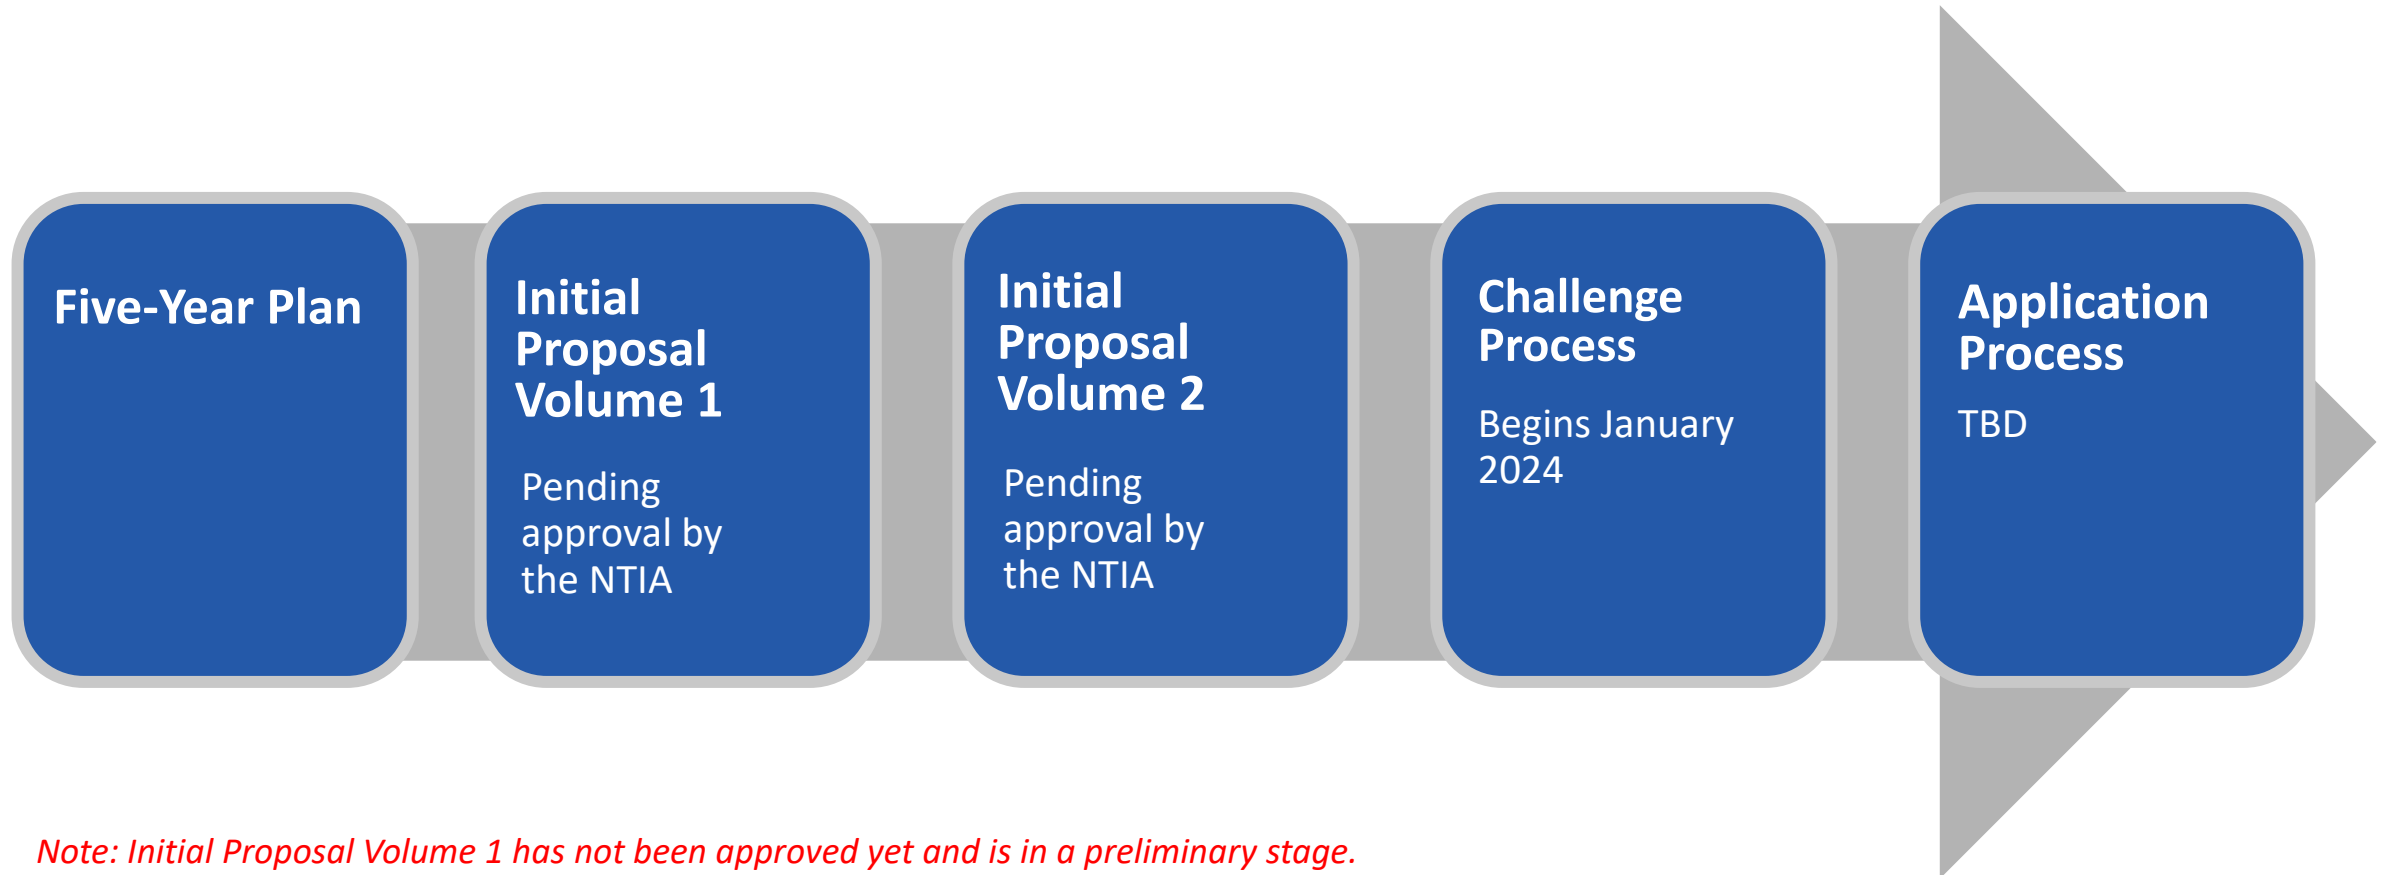 Five-Year Plan
Initial
Proposal
Volume 1
Pending
approval by
the NTIA
Initial
Proposal
Volume 2
Pending
approval by
the NTIA
Challenge
Process
Begins January
2024
Application
Process
TBD
Note: Initial Proposal Volume 1 has not been approved yet and is in a preliminary stage.